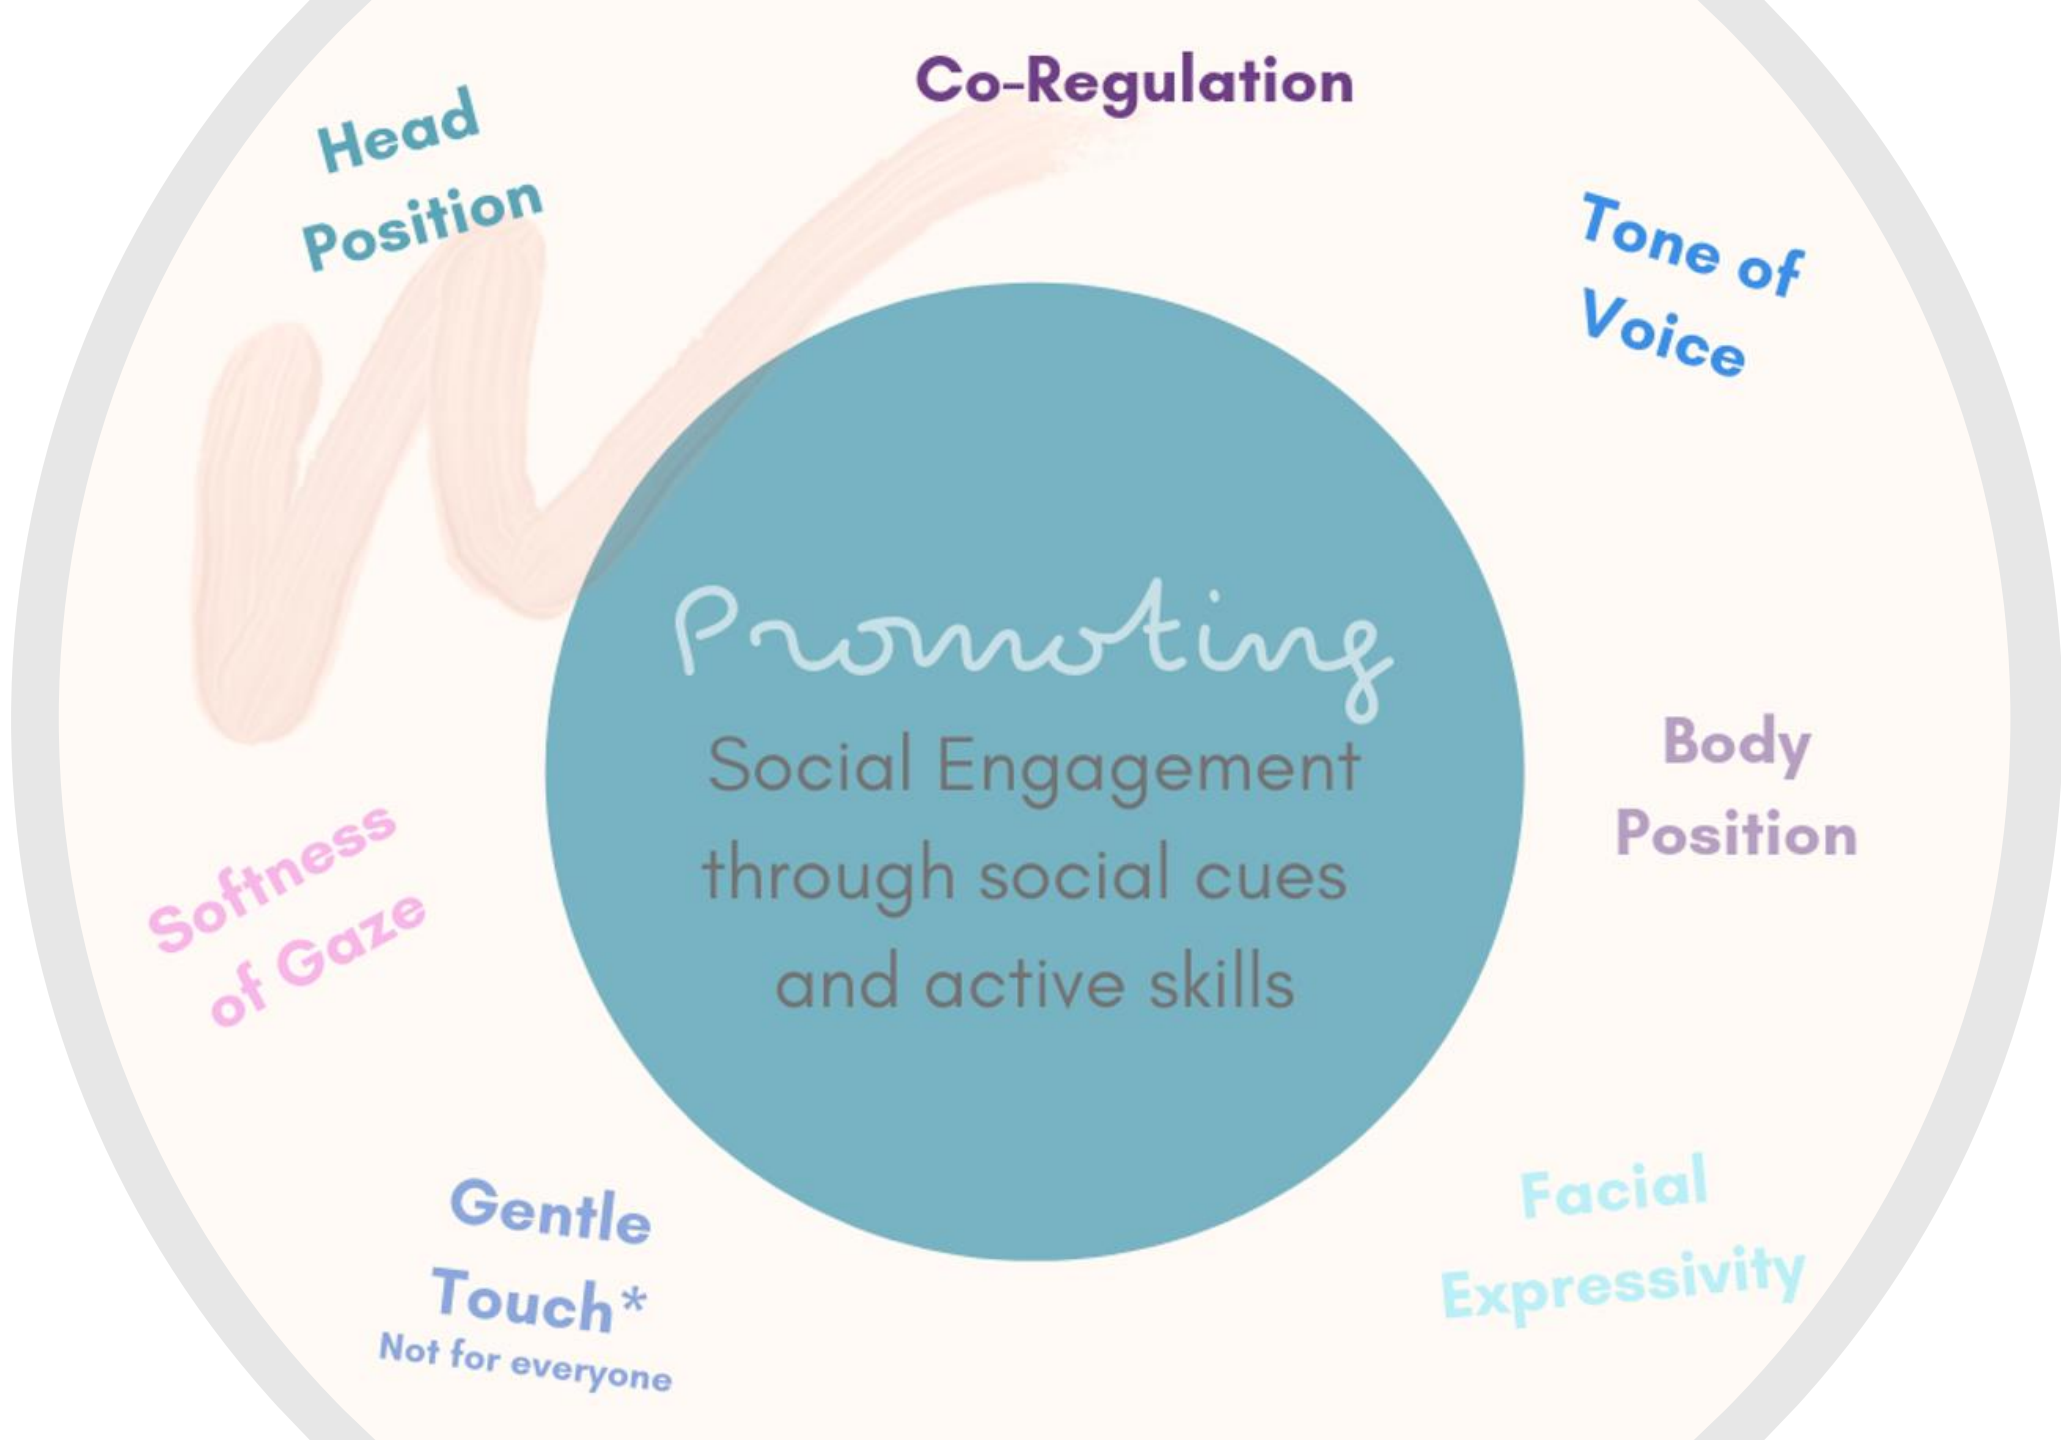 Co-Regulation
Head
Position
Tone of
Voice
Promoting
Social Engagement
through social cues
and active skills
Body
Position
Softness
of Gaze
Facial
Expressivity
Gentle
Touch*
Not for everyone